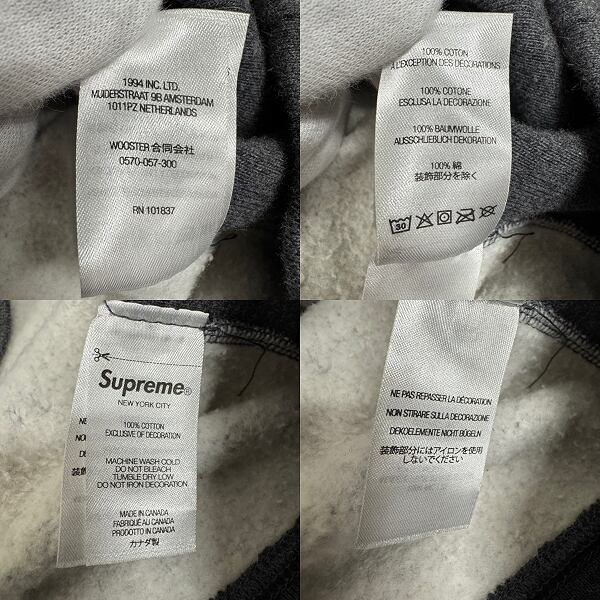 1994 INC. LTD.
MUIDERSTRAAT 9B AMSTERDAM
1011PZ NETHERLANDS
WOOSTER 合同会社
0570-057-300
RN 101837
100% COTON
A L'EXCEPTION DES DECORATIONS
100% COTONE
ESCLUSA LA DECORAZIONE
100% BAUMWOLLE
AUSSCHLIEBLICH DEKORATION
100% 綿
装飾部分を除く
30
Supreme®
NEW YORK CITY
100% COTTON
EXCLUSIVE OF DECORATION
MACHINE WASH COLD
DO NOT BLEACH
TUMBLE DRY LOW
DO NOT IRON DECORATION
MADE IN CANADA
FABRIQUÉ AU CANADA
PRODOTTO IN CANADA
カナダ製
NE PAS REPASSER LA DÉCORATION
NON STIRARE SULLA DECORAZIONE
DEKOELEMENTE NICHT BÜGELN
装飾部分にはアイロンを使用
しないでください